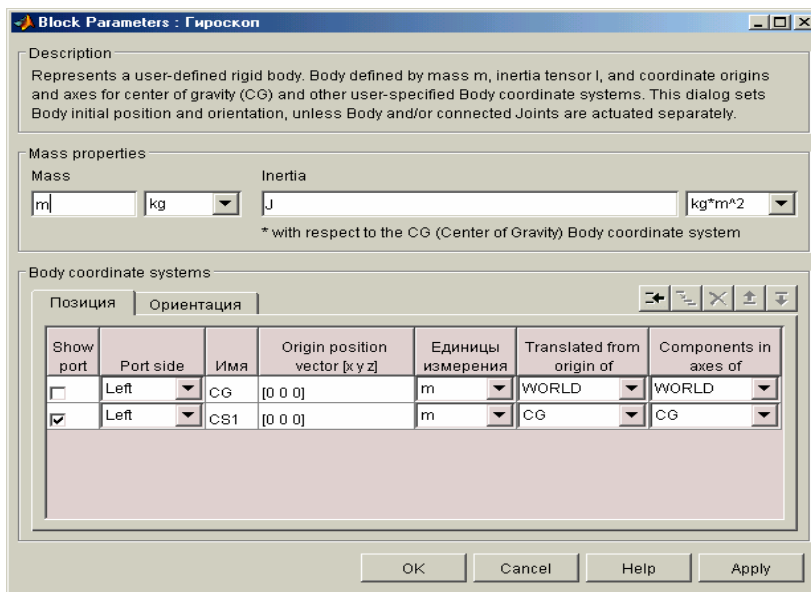 Block Parameters : Гироскоп
Description
Represents a user-defined rigid body. Body defined by mass m, inertia tensor I, and coordinate origins
and axes for center of gravity (CG) and other user-specified Body coordinate systems. This dialog sets
Body initial position and orientation, unless Body and/or connected Joints are actuated separately.
Mass properties
Mass Inertia
m kg J kg*m^2
* with respect to the CG (Center of Gravity) Body coordinate system
Body coordinate systems
Позиция Ориентация
Show port Port side Имя Origin position vector [x y z] Единицы измерения Translated from origin of Components in axes of
Left CG [0 0 0] m WORLD WORLD
Left CS1 [0 0 0] m CG CG
OK Cancel Help Apply